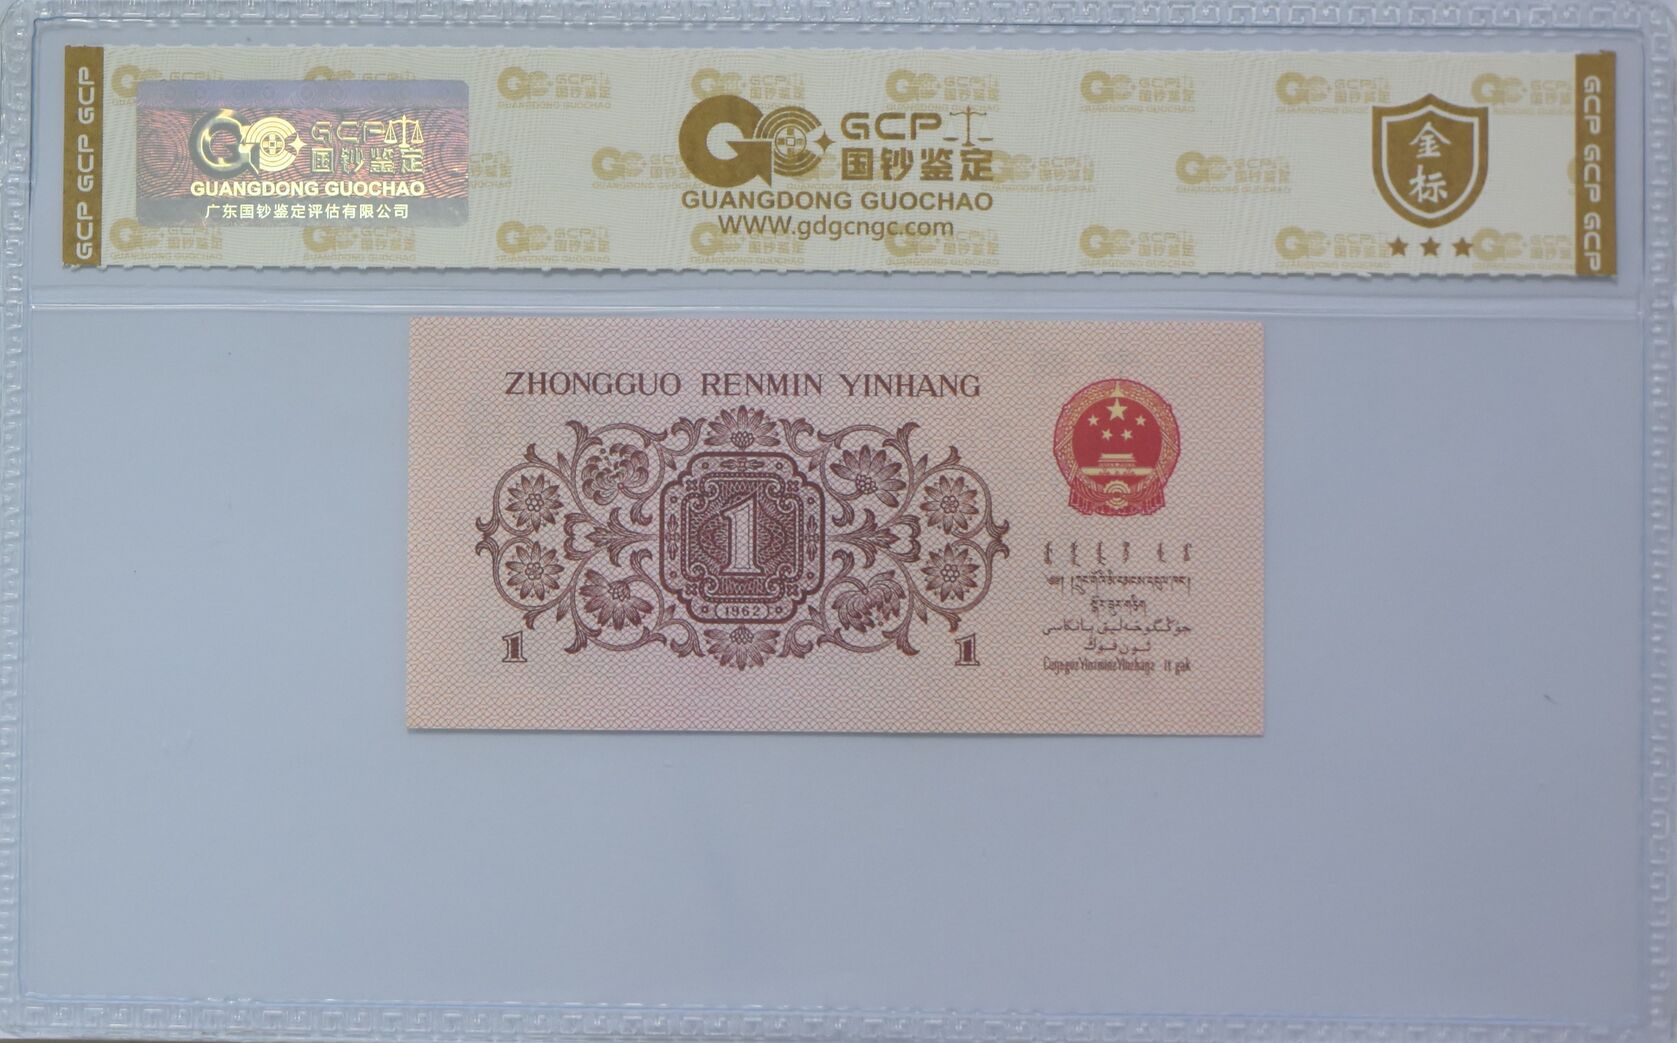 GCP GCP GCP
GCP 国钞鉴定
GUANGDONG GUOCHAO
广东国钞鉴定评估有限公司
GCP
国钞鉴定
GUANGDONG GUOCHAO
WWW.gdgcngc.com
金标
GCP GCP GCP
ZHONGGUO RENMIN YINHANG
1
1962
1 1